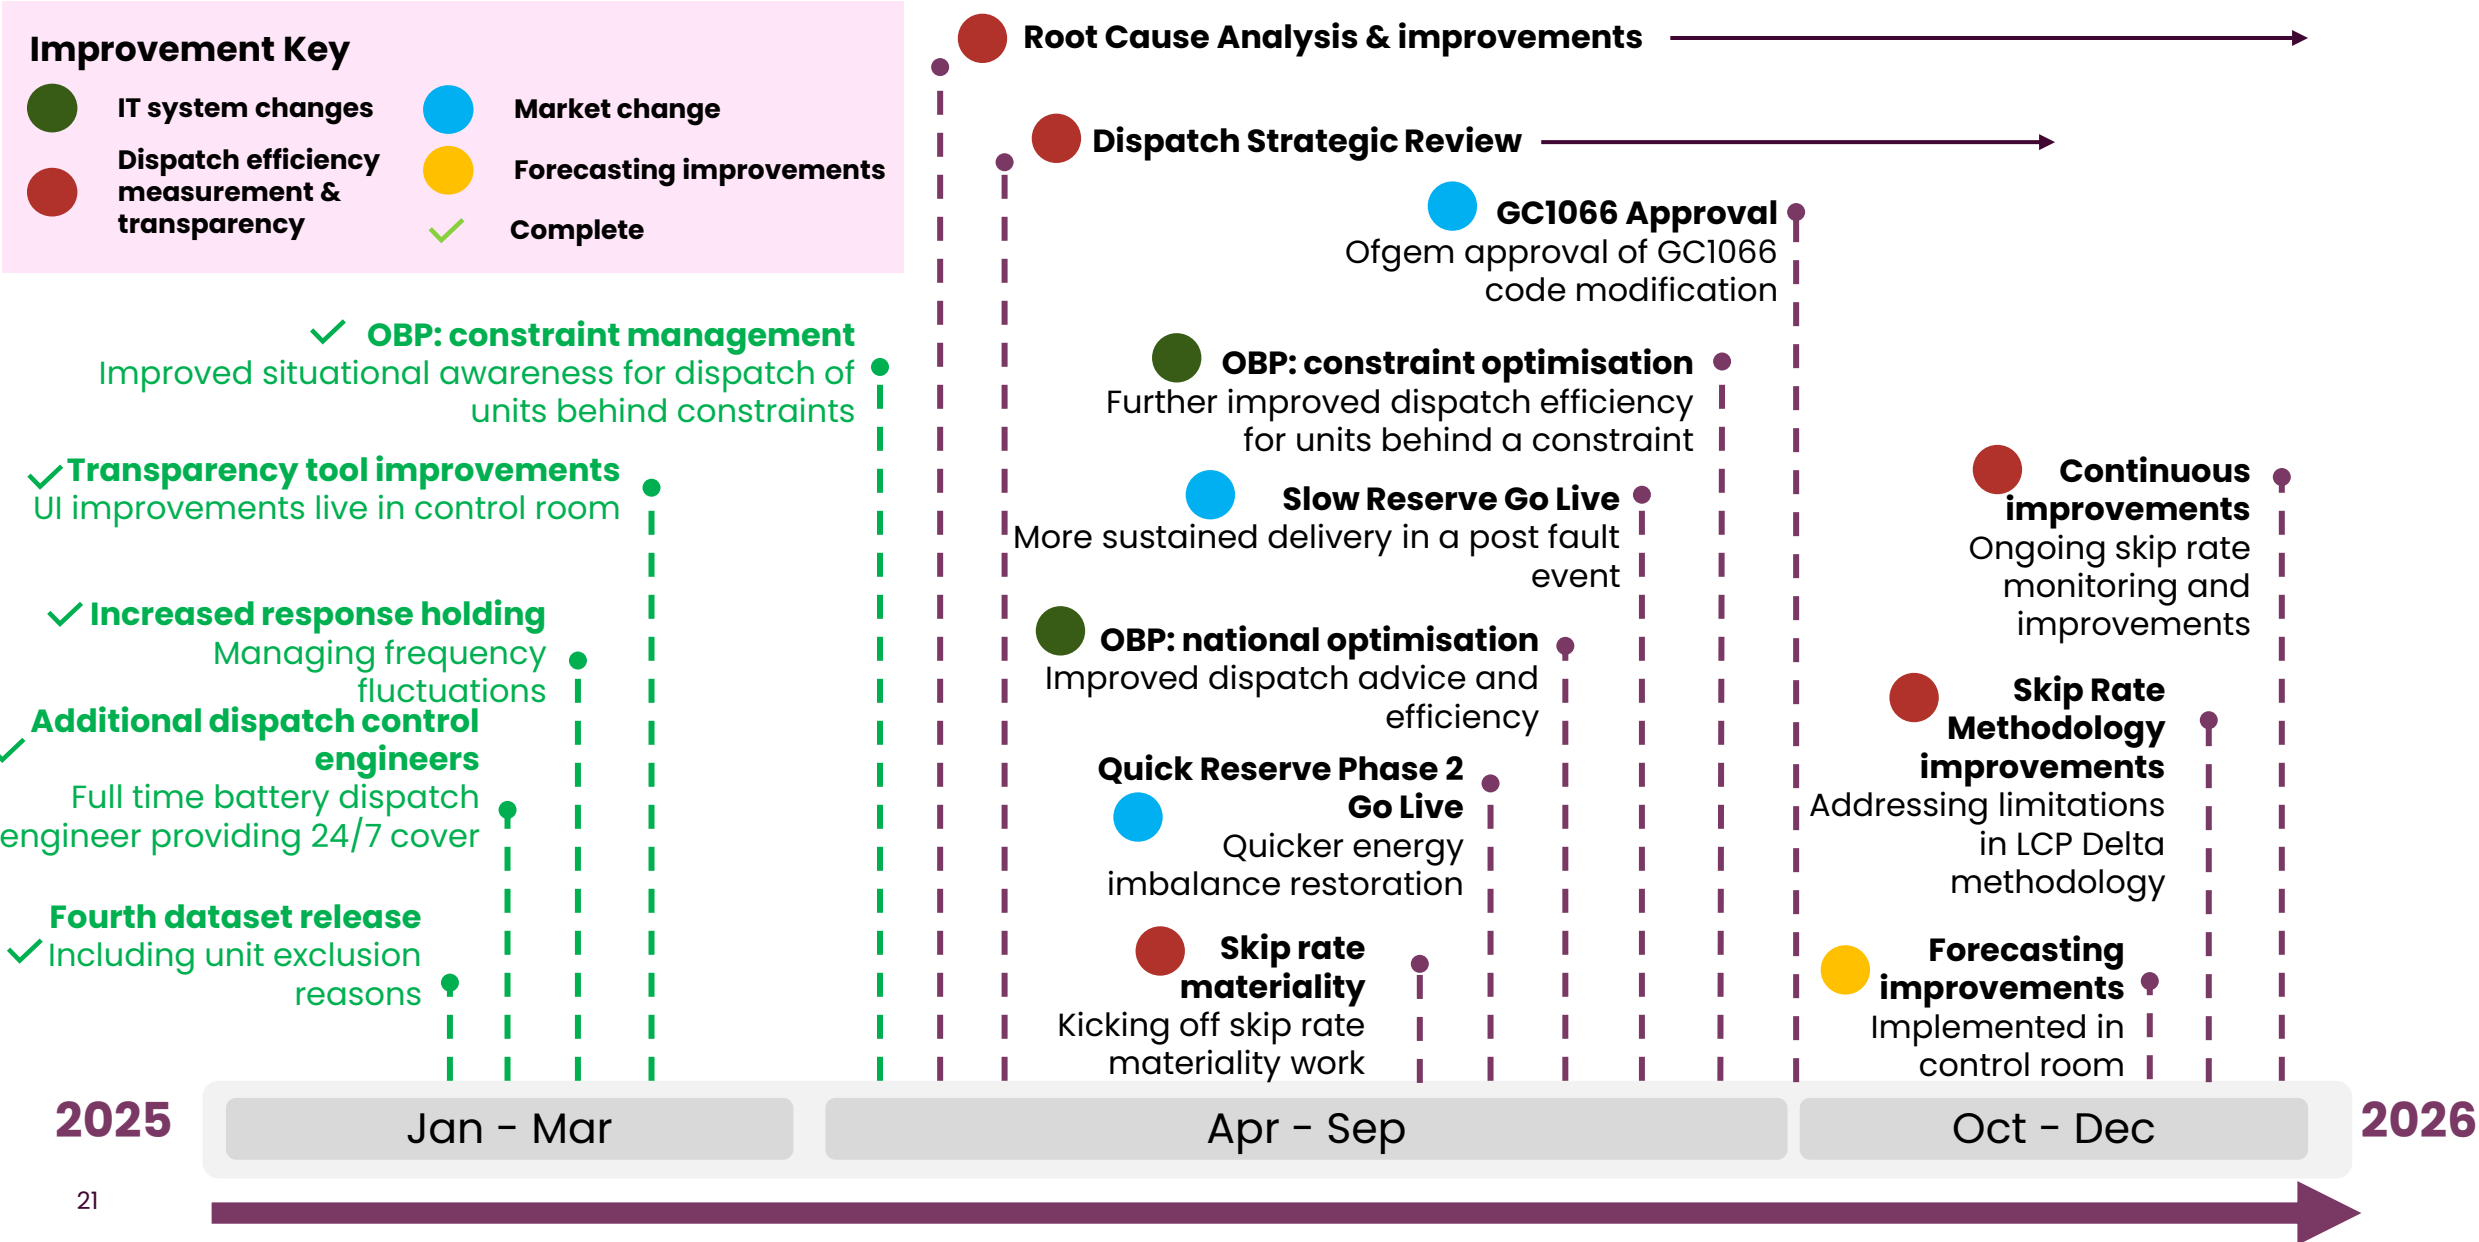 Improvement Key
IT system changes
Dispatch efficiency
measurement &
transparency
Market change
Forecasting improvements
Complete
Root Cause Analysis & improvements
Dispatch Strategic Review
GC1066 Approval
Ofgem approval of GC1066
code modification
OBP: constraint management
Improved situational awareness for dispatch of
units behind constraints
Transparency tool improvements
UI improvements live in control room
Increased response holding
Managing frequency
fluctuations
Additional dispatch control
engineers
Full time battery dispatch
engineer providing 24/7 cover
Fourth dataset release
Including unit exclusion
reasons
OBP: constraint optimisation
Further improved dispatch efficiency
for units behind a constraint
Slow Reserve Go Live
More sustained delivery in a post fault
event
OBP: national optimisation
Improved dispatch advice and
efficiency
Quick Reserve Phase 2
Go Live
Quicker energy
imbalance restoration
Skip rate
materiality
Kicking off skip rate
materiality work
Continuous
improvements
Ongoing skip rate
monitoring and
improvements
Skip Rate
Methodology
improvements
Addressing limitations
in LCP Delta
methodology
Forecasting
improvements
Implemented in
control room
2025
Jan - Mar
Apr - Sep
Oct - Dec
2026
21